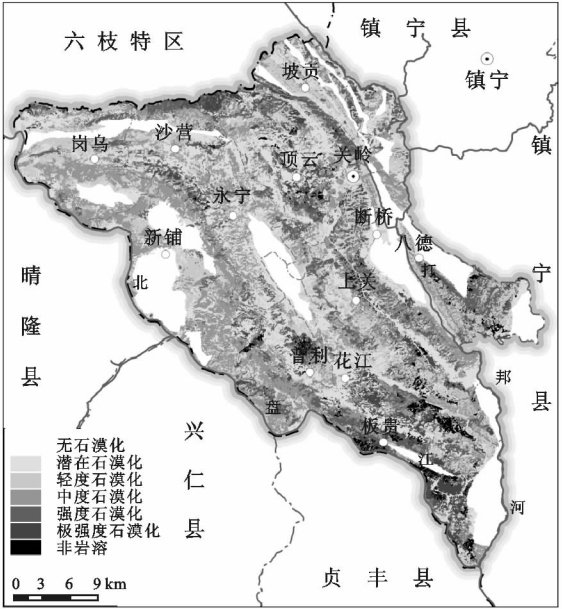 六枝特区
镇宁县
镇宁
坡贡
沙营
岗乌
顶云
关岭
镇
永宁
断桥
新铺
八德
北
打
宁
晴
隆
县
上关
普利
花江
邦
县
盘
板贵
江
河
兴
仁
县
贞丰县
无石漠化
潜在石漠化
轻度石漠化
中度石漠化
强度石漠化
极强度石漠化
非岩溶
0 3 6 9 km